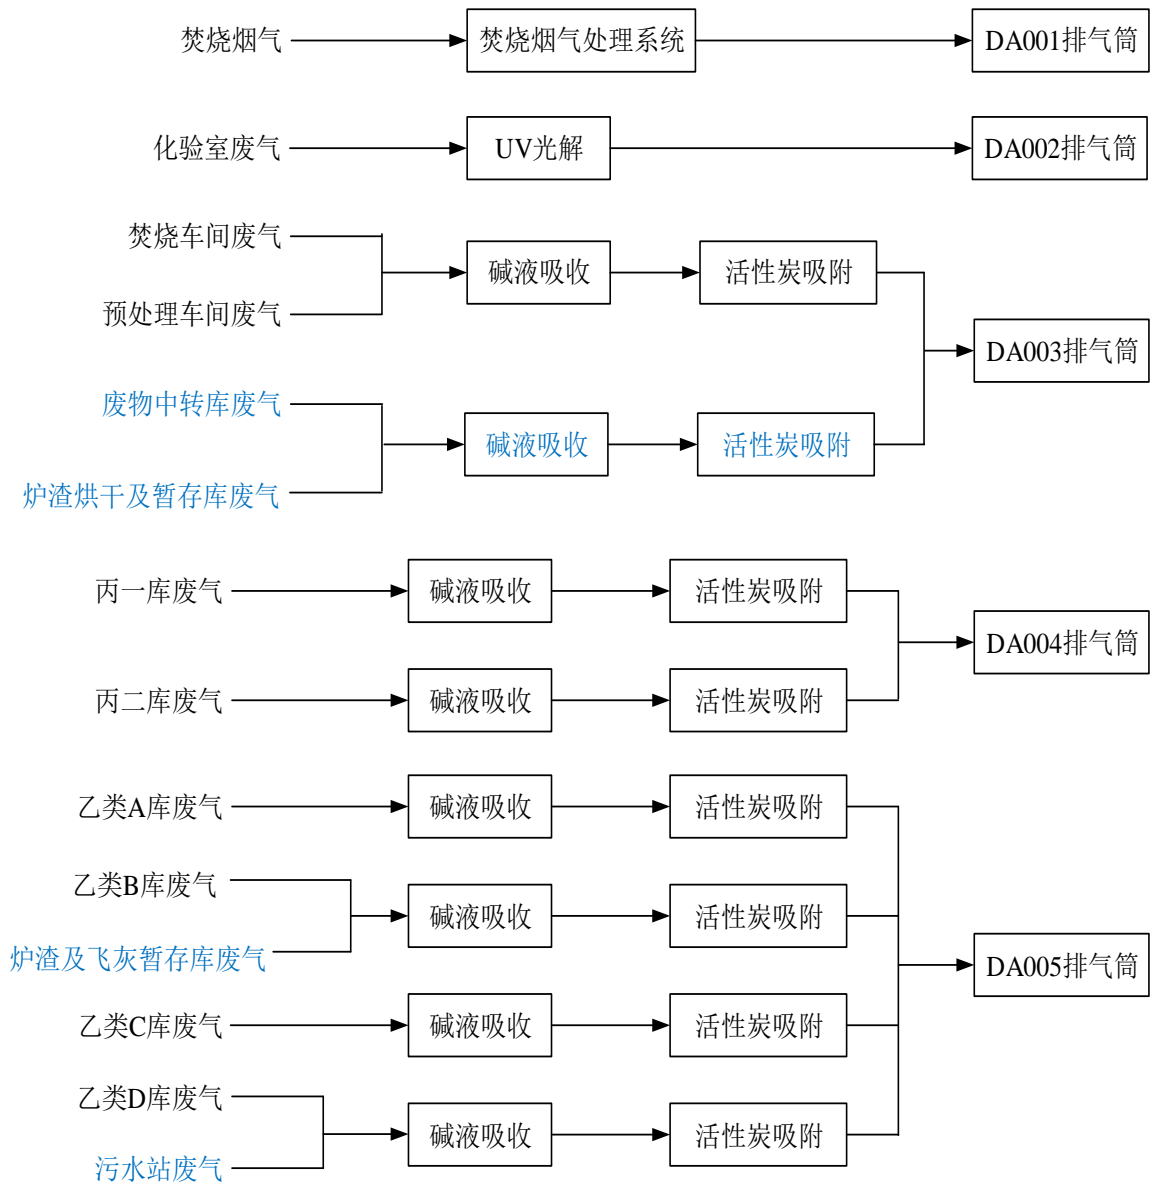 焚烧烟气
焚烧烟气处理系统
DA001排气筒
化验室废气
UV光解
DA002排气筒
焚烧车间废气
预处理车间废气
碱液吸收
活性炭吸附
DA003排气筒
废物中转库废气
炉渣烘干及暂存库废气
碱液吸收
活性炭吸附
丙一库废气
碱液吸收
活性炭吸附
DA004排气筒
丙二库废气
碱液吸收
活性炭吸附
乙类A库废气
碱液吸收
活性炭吸附
乙类B库废气
炉渣及飞灰暂存库废气
碱液吸收
活性炭吸附
DA005排气筒
乙类C库废气
碱液吸收
活性炭吸附
乙类D库废气
污水站废气
碱液吸收
活性炭吸附